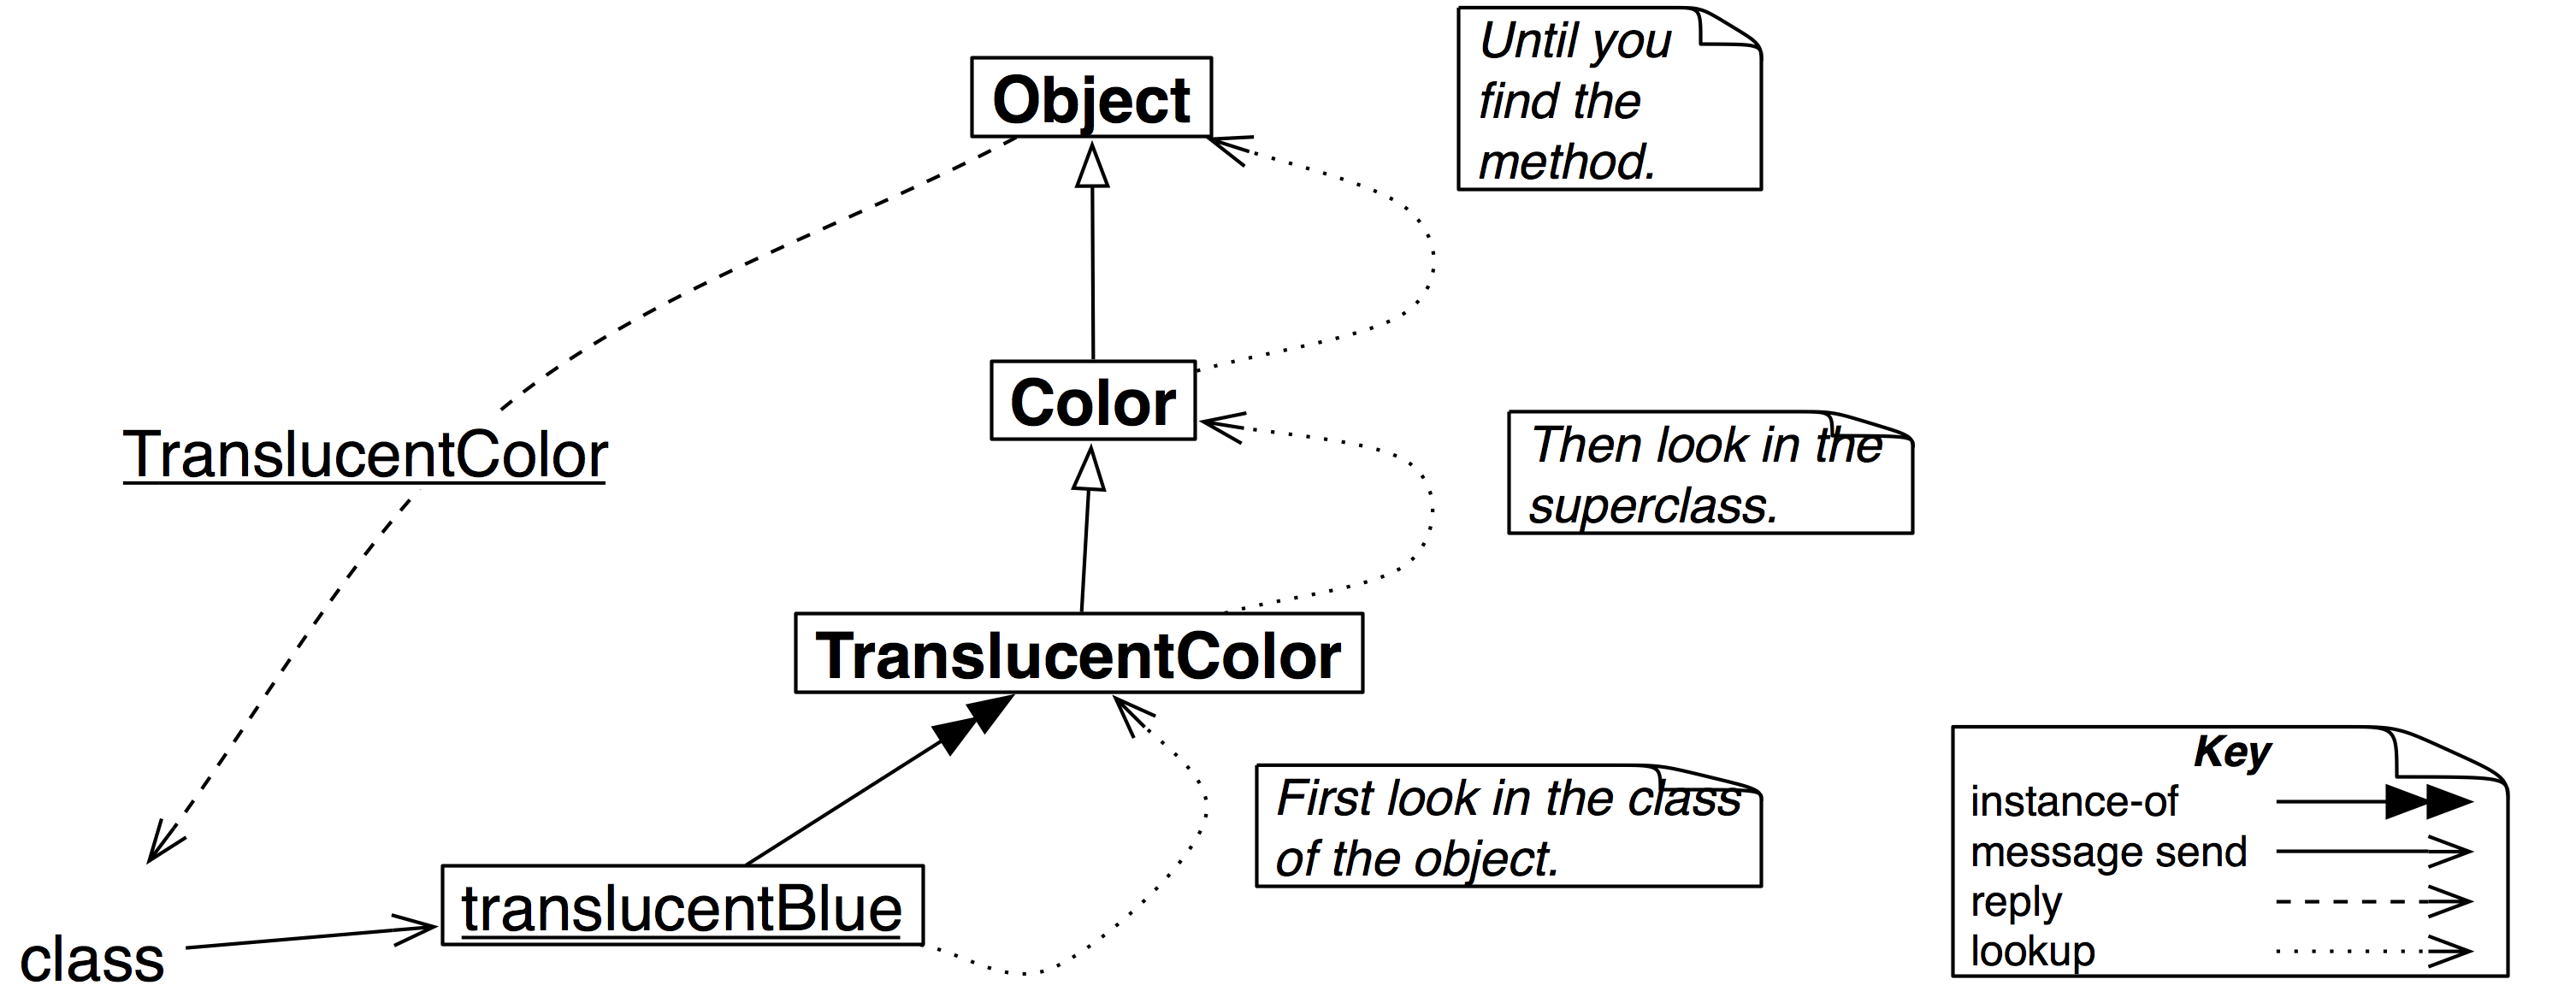 Object
Until you
find the
method.
Color
TranslucentColor
Then look in the
superclass.
TranslucentColor
First look in the class
of the object.
translucentBlue
class
Key
instance-of
message send
reply
lookup